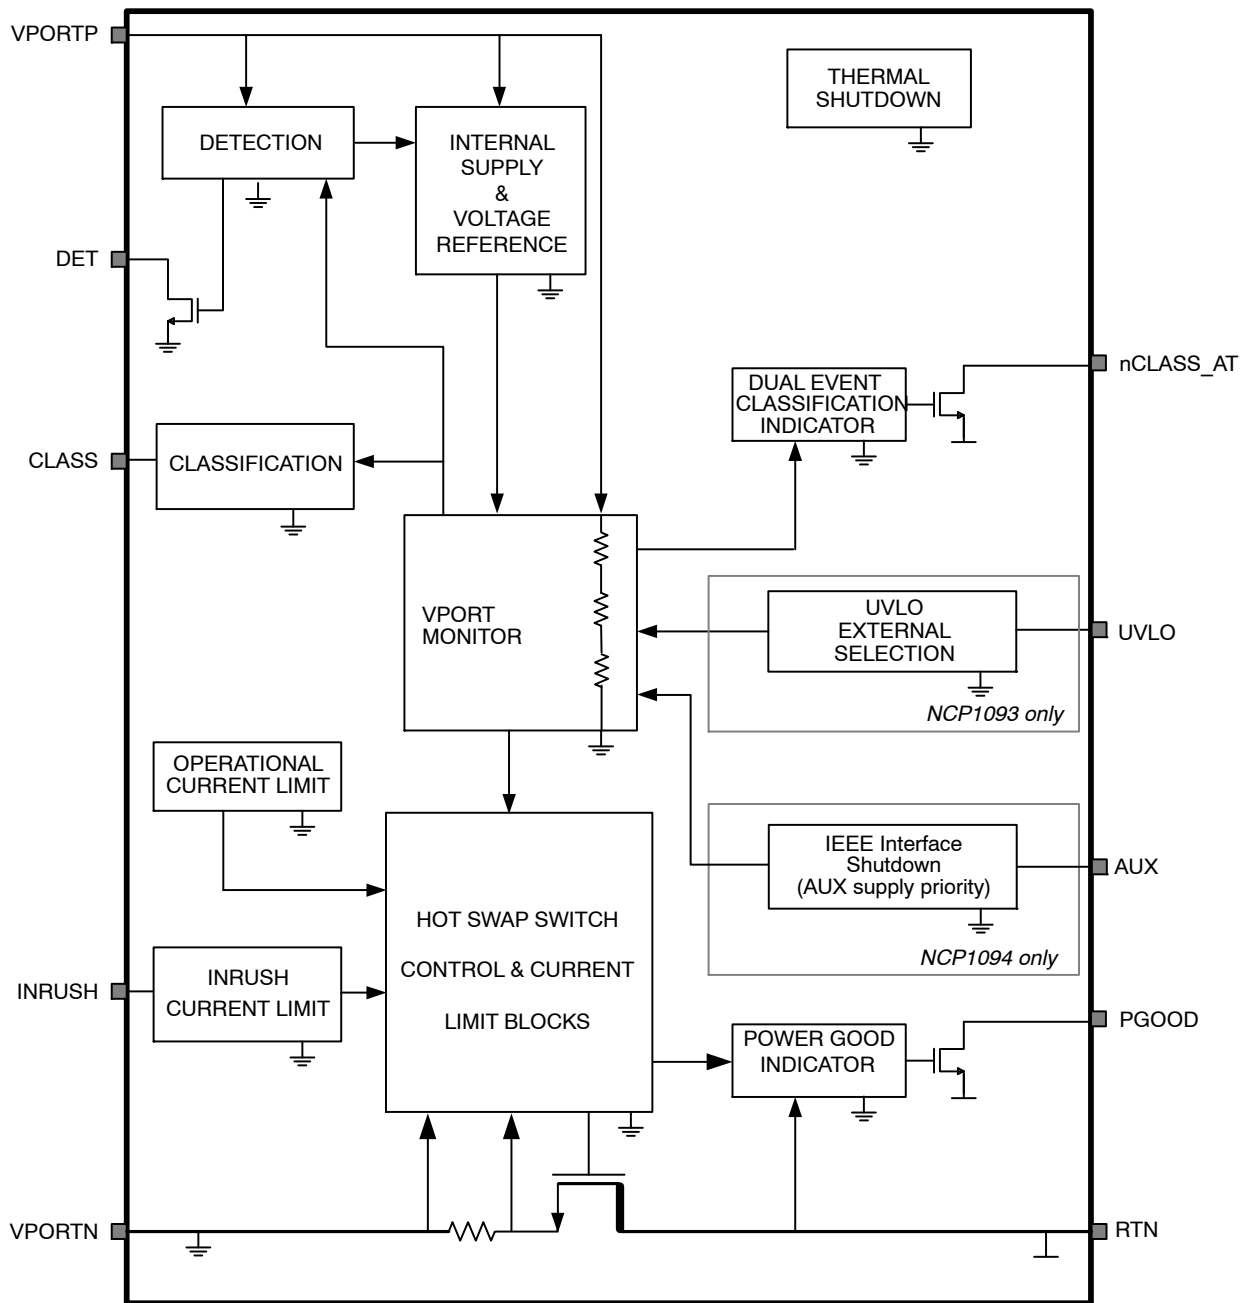 VPORTP
THERMAL
SHUTDOWN
DETECTION
INTERNAL
SUPPLY
&
VOLTAGE
REFERENCE
DET
nCLASS_AT
DUAL EVENT
CLASSIFICATION
INDICATOR
CLASS
CLASSIFICATION
VPORT
MONITOR
UVLO
EXTERNAL
SELECTION
UVLO
NCP1093 only
OPERATIONAL
CURRENT LIMIT
IEEE Interface
Shutdown
(AUX supply priority)
AUX
NCP1094 only
HOT SWAP SWITCH
CONTROL & CURRENT
LIMIT BLOCKS
INRUSH
INRUSH
CURRENT LIMIT
PGOOD
POWER GOOD
INDICATOR
VPORTN
RTN